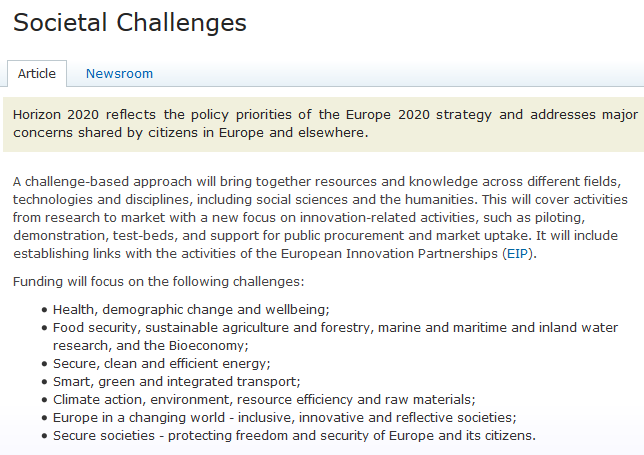 Societal Challenges
Article
Newsroom
Horizon 2020 reflects the policy priorities of the Europe 2020 strategy and addresses major
concerns shared by citizens in Europe and elsewhere.
A challenge-based approach will bring together resources and knowledge across different fields,
technologies and disciplines, including social sciences and the humanities. This will cover activities
from research to market with a new focus on innovation-related activities, such as piloting,
demonstration, test-beds, and support for public procurement and market uptake. It will include
establishing links with the activities of the European Innovation Partnerships (EIP).
Funding will focus on the following challenges:
• Health, demographic change and wellbeing;
• Food security, sustainable agriculture and forestry, marine and maritime and inland water
research, and the Bioeconomy;
• Secure, clean and efficient energy;
• Smart, green and integrated transport;
• Climate action, environment, resource efficiency and raw materials;
• Europe in a changing world - inclusive, innovative and reflective societies;
• Secure societies - protecting freedom and security of Europe and its citizens.